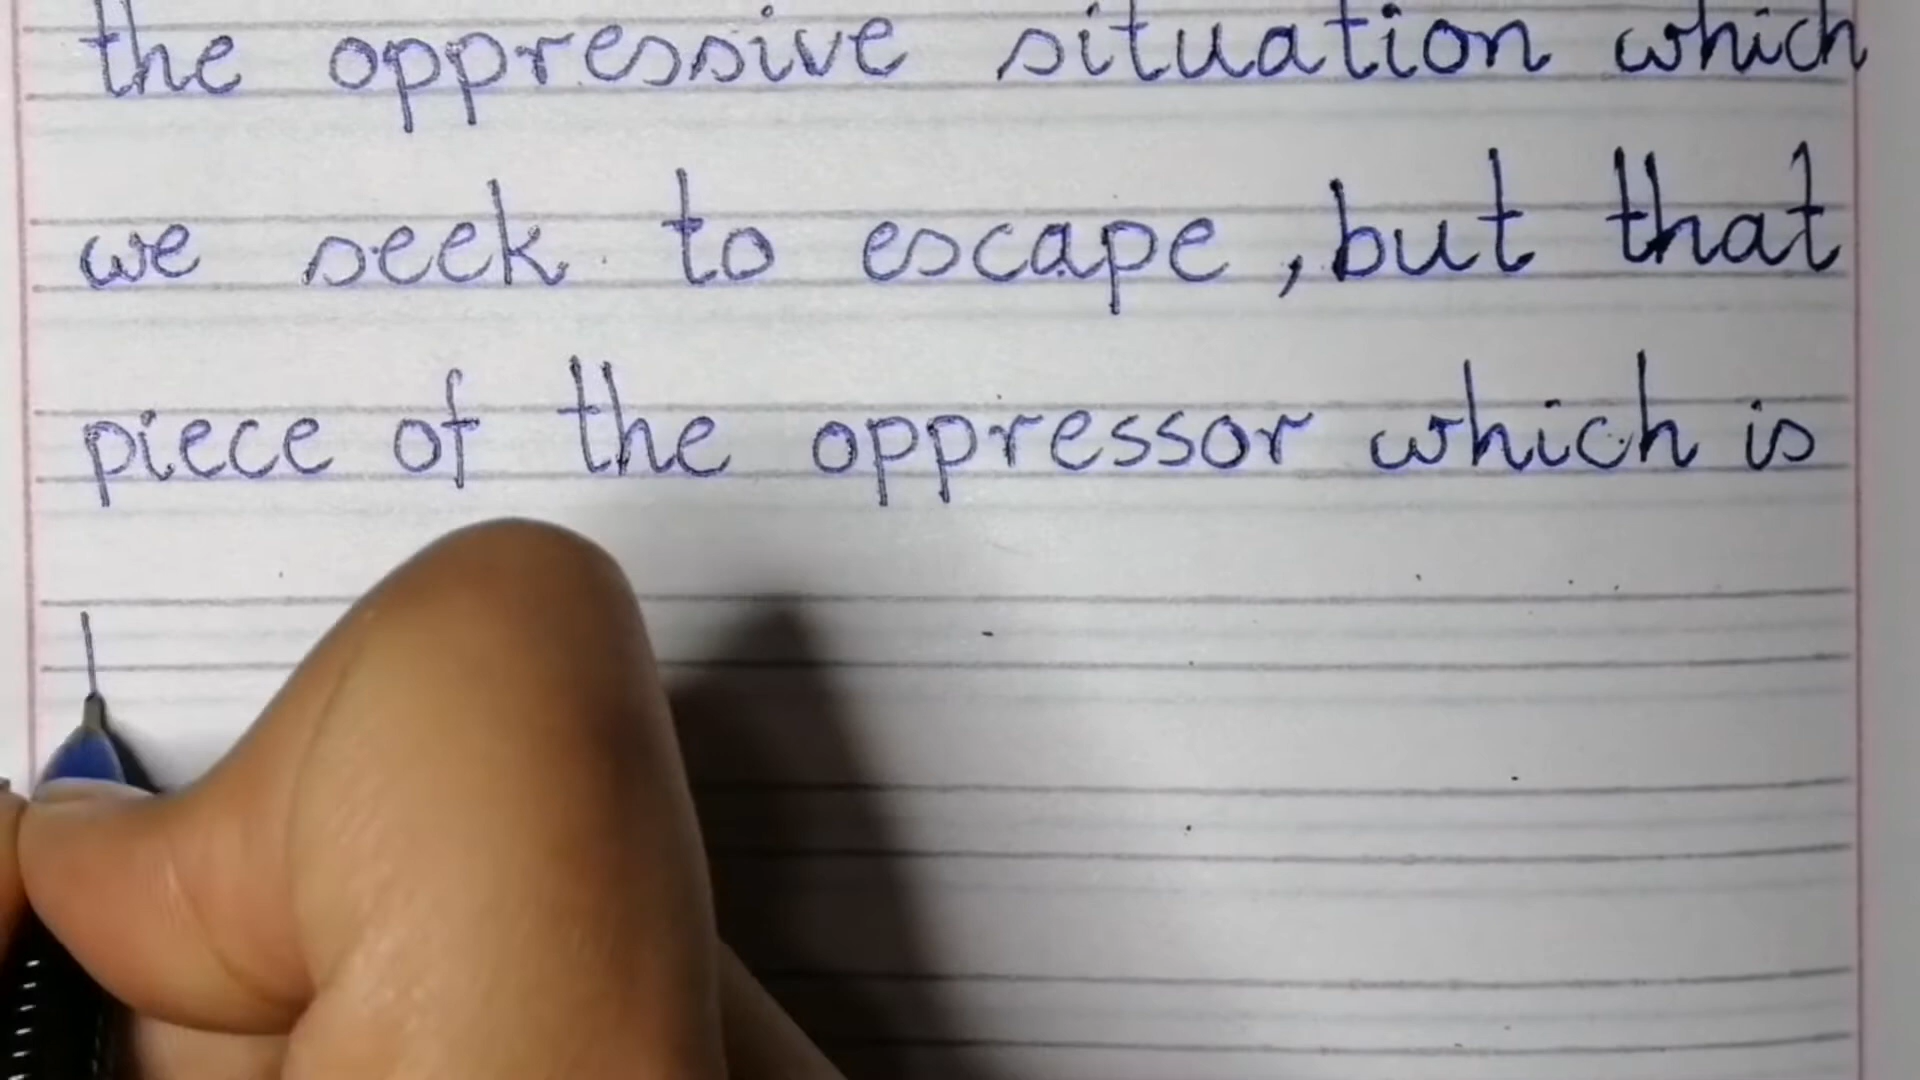 the oppressive situation which
we seek to escape, but that
piece of the oppressor which is